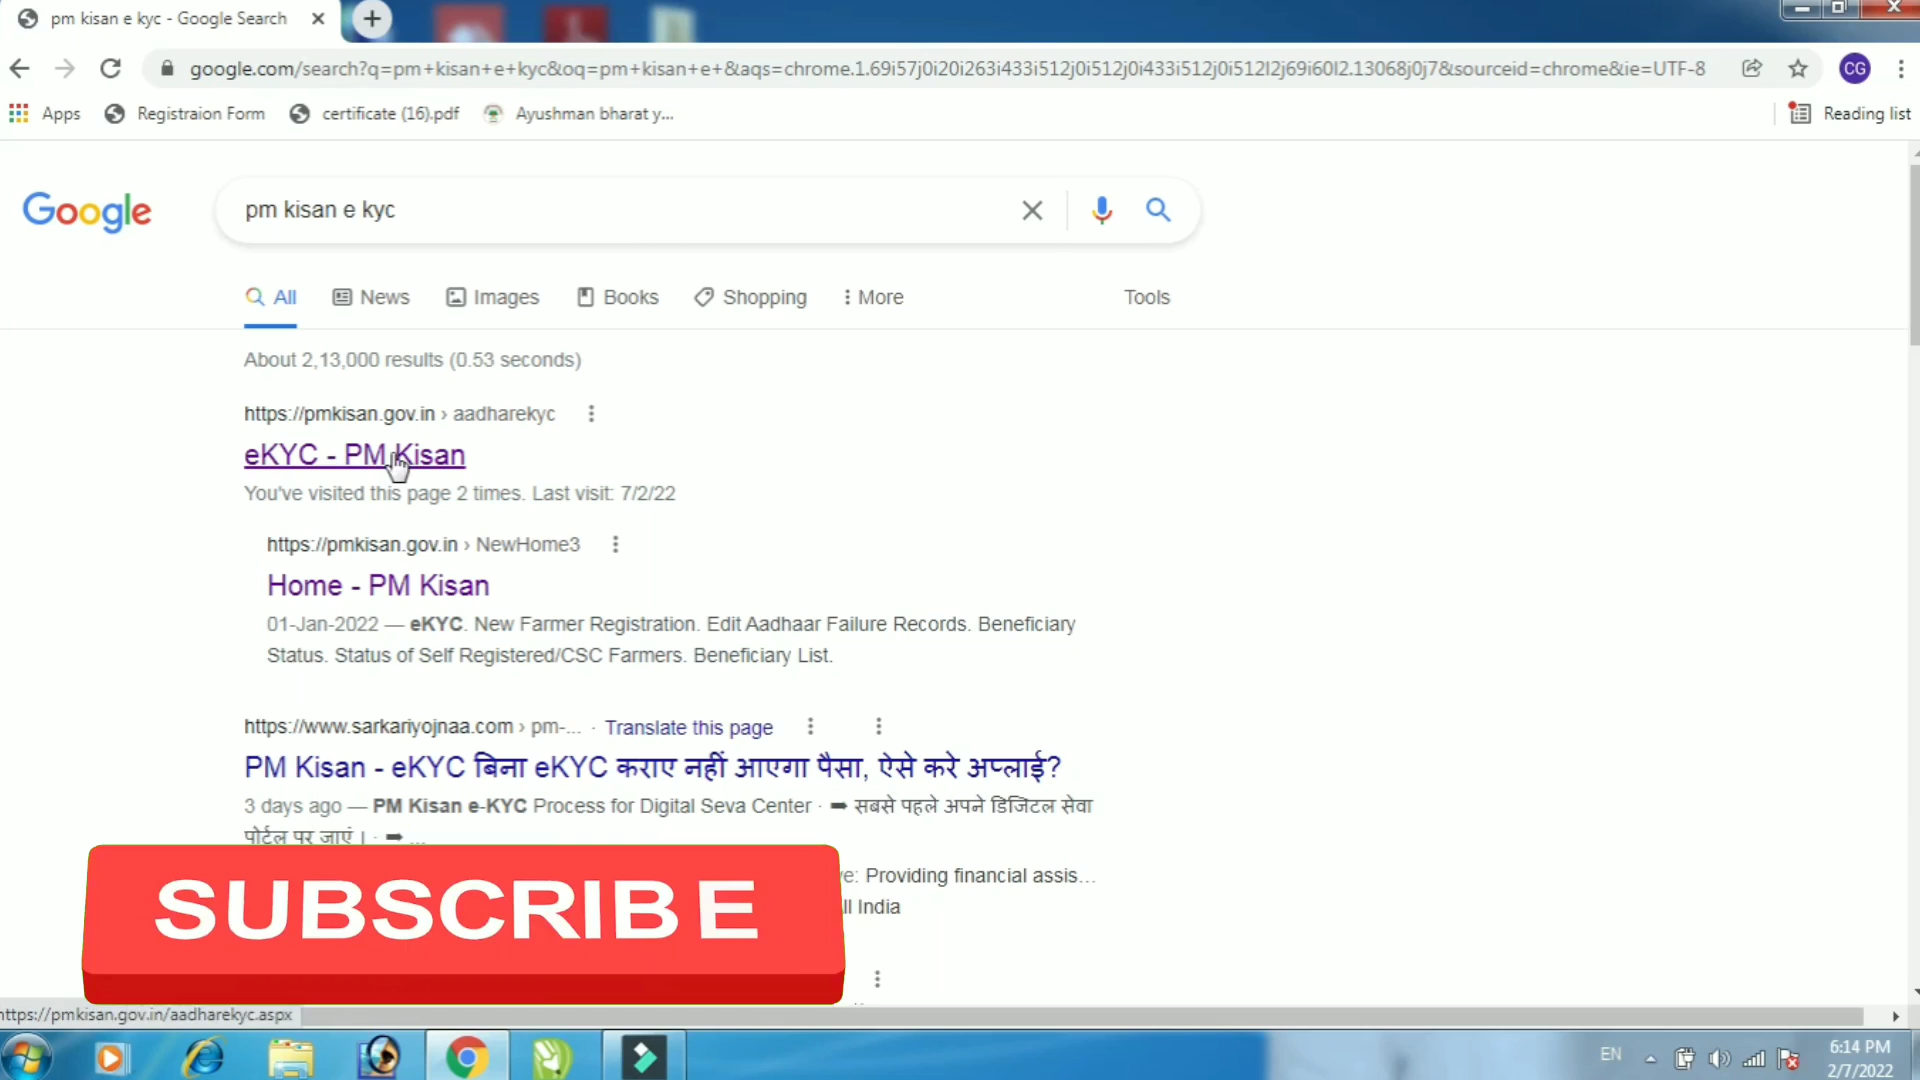 pm kisan e kyc - Google Search
google.com/search?q=pm+kisan+e+kyc&oq=pm+kisan+e+&aqs=chrome.1.69i57j0i20i263i433i512j0i512j0i433i512j0i512l2j69i60l2.13068j0j7&sourceid=chrome&ie=UTF-8
CG
Apps Registraion Form certificate (16).pdf Ayushman bharat y... Reading list
Google pm kisan e kyc
All News Images Books Shopping More Tools
About 2,13,000 results (0.53 seconds)
https://pmkisan.gov.in › aadharekyc
eKYC - PM Kisan
You've visited this page 2 times. Last visit: 7/2/22
https://pmkisan.gov.in › NewHome3
Home - PM Kisan
01-Jan-2022 — eKYC. New Farmer Registration. Edit Aadhaar Failure Records. Beneficiary
Status. Status of Self Registered/CSC Farmers. Beneficiary List.
https://www.sarkariyojnaa.com › pm-... · Translate this page
PM Kisan - eKYC बिना eKYC कराए नहीं आएगा पैसा, ऐसे करे अप्लाई?
3 days ago — PM Kisan e-KYC Process for Digital Seva Center · ➡ सबसे पहले अपने डिजिटल सेवा
पोर्टल पर जाएं। · ➡ ...
Providing financial assis...
India
SUBSCRIBE
https://pmkisan.gov.in/aadharekyc.aspx
EN
6:14 PM
2/7/2022